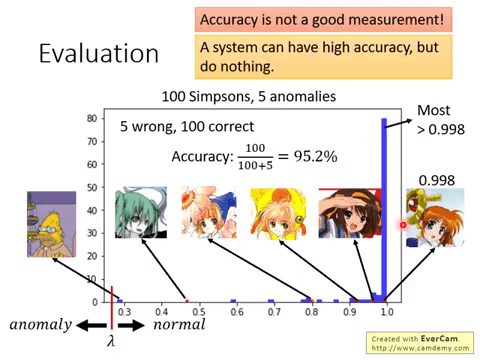 Accuracy is not a good measurement!
Evaluation
A system can have high accuracy, but
do nothing.
100 Simpsons, 5 anomalies
80
70
60
50
40
30
20
10
0
5 wrong, 100 correct
Accuracy: 100/(100+5) = 95.2%
Most
> 0.998
0.998
0.3
0.4
0.5
0.6
0.7
0.8
0.9
1.0
anomaly
normal
λ
Created with EverCam.
http://www.camdemy.com